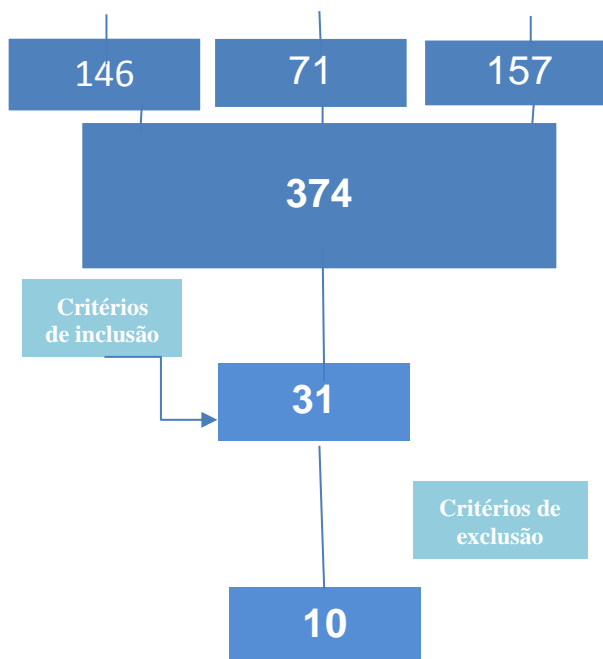 146
71
157
374
Critérios
de inclusão
31
Critérios de
exclusão
10